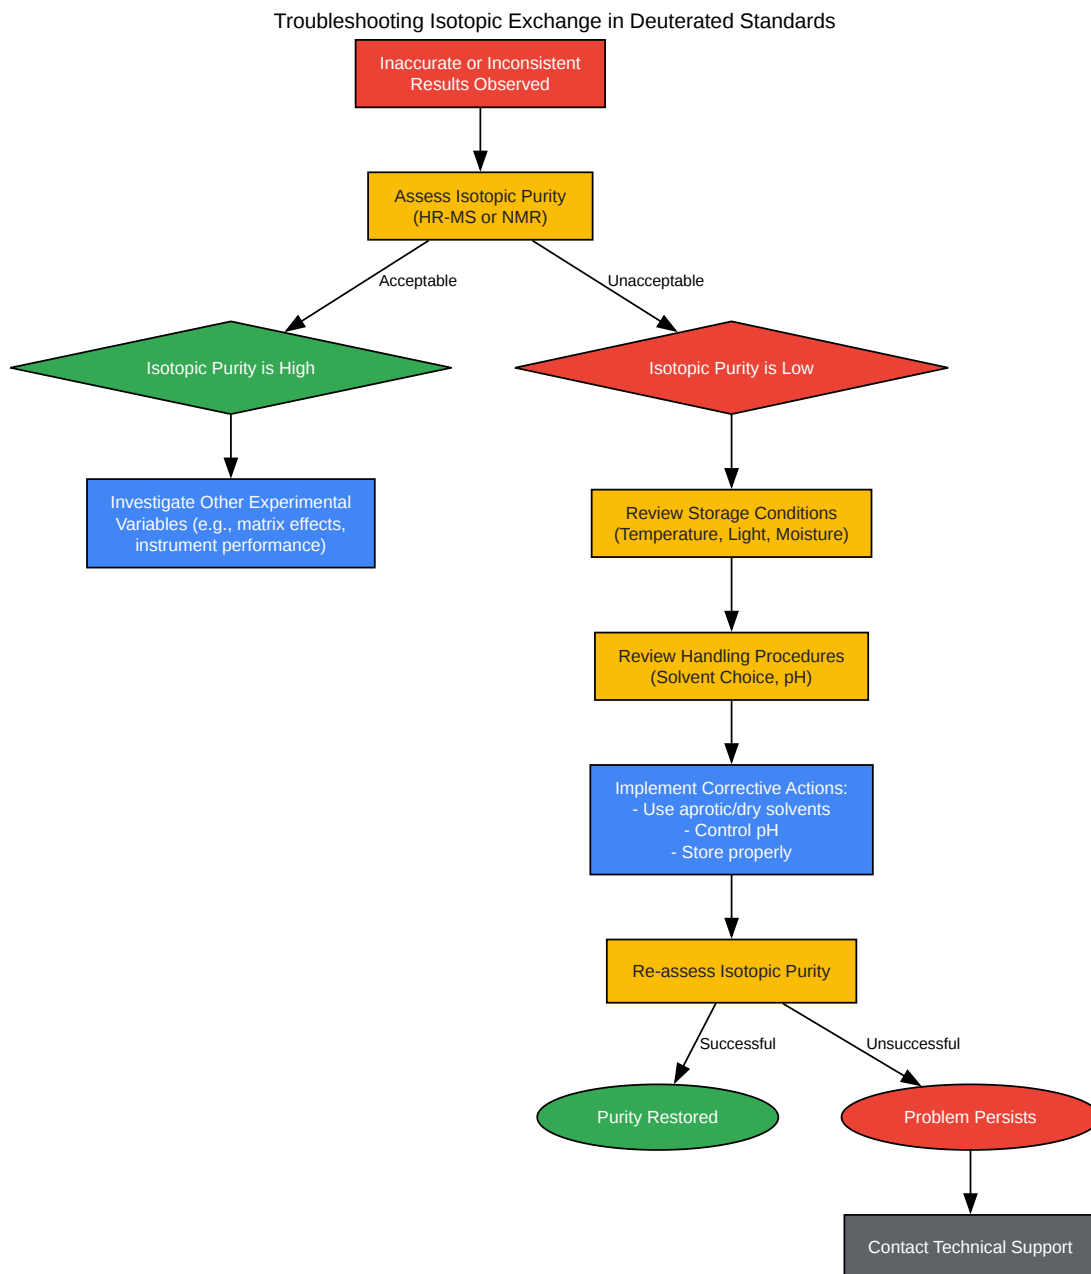 Troubleshooting Isotopic Exchange in Deuterated Standards
Inaccurate or Inconsistent
Results Observed
Assess Isotopic Purity
(HR-MS or NMR)
Acceptable
Unacceptable
Isotopic Purity is High
Isotopic Purity is Low
Investigate Other Experimental
Variables (e.g., matrix effects,
instrument performance)
Review Storage Conditions
(Temperature, Light, Moisture)
Review Handling Procedures
(Solvent Choice, pH)
Implement Corrective Actions:
- Use aprotic/dry solvents
- Control pH
- Store properly
Re-assess Isotopic Purity
Successful
Unsuccessful
Purity Restored
Problem Persists
Contact Technical Support